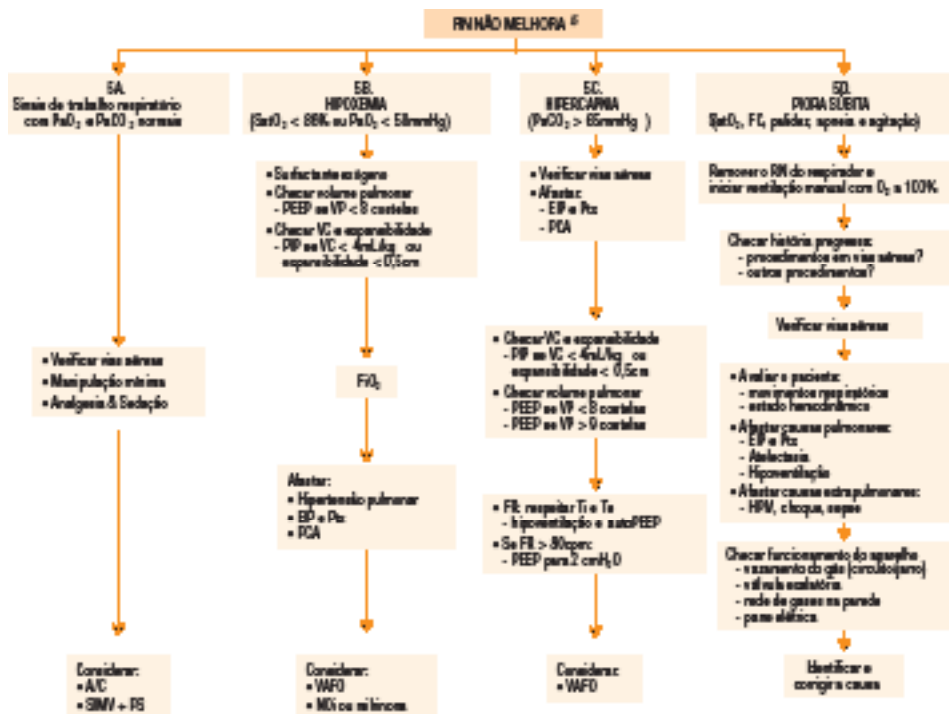 RN NÃO MELHORA
5A.
Sinais de trabalho respiratório
com PaO2 e PaCO2 normais
• Verificar vias aéreas
• Manipulação mínima
• Analgesia & Sedação
Considerar:
• A/C
• SIMV + PS
5B.
HIPOXEMIA
(SatO2 < 86% ou PaO2 < 50mmHg)
• Surfactante exógeno
• Checar volume pulmonar
- PEEP se VP < 8 costelas
• Checar VC e expansibilidade
- PIP se VC < 4mL/kg ou
expansibilidade < 0,5cm
FiO2
Afastar:
• Hipertensão pulmonar
• EIP e Ptx
• PCA
Considerar:
• VAFO
• NOi ou milrinona
5C.
HIPERCAPNIA
(PaCO2 > 65mmHg )
• Verificar vias aéreas
• Afastar:
- EIP e Ptx
- PCA
• Checar VC e expansibilidade
- PIP se VC < 4mL/kg ou
expansibilidade < 0,5cm
• Checar volume pulmonar
- PEEP se VP < 8 costelas
- PEEP se VP > 9 costelas
• FR: respeitar Ti e Te
- hipoventilação e autoPEEP
• Se FR > 80cpm:
- PEEP para 2 cmH2O
Considerar:
• VAFO
5D.
PIORA SÚBITA
SatO2, FC, palidez, apneia e agitação)
Remover o RN do respirador e
iniciar ventilação manual com O2 a 100%
Checar história pregressa:
- procedimentos em vias aéreas?
- outros procedimentos?
Verificar vias aéreas
• Avaliar o paciente:
- movimentos respiratórios
- estado hemodinâmico
• Afastar causas pulmonares:
- EIP e Ptx
- Atelectasia
- Hipoventilação
• Afastar causas extrapulmonares:
- HPIV, choque, sepse
Checar funcionamento do aparelho
- vazamento do gás (circuito/jarro)
- válvula exalatória
- rede de gases na parede
- pane elétrica
Identificar e
corrigir a causa